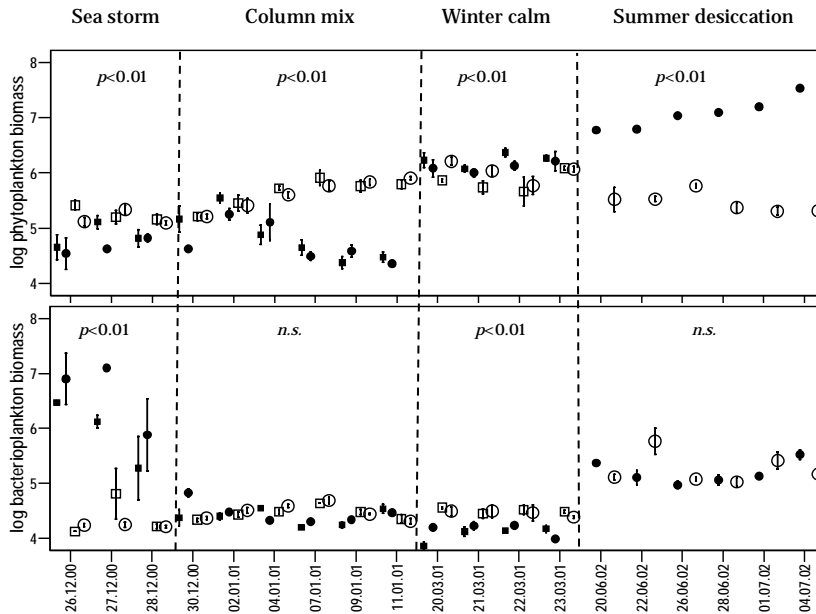 Sea storm Column mix Winter calm Summer desiccation
log phytoplankton biomass
8
7
6
5
4
p<0.01 p<0.01 p<0.01 p<0.01
log bacterioplankton biomass
8
7
6
5
4
p<0.01 n.s. p<0.01 n.s.
26.12.00 27.12.00 28.12.00 30.12.00 02.01.01 04.01.01 07.01.01 09.01.01 11.01.01 20.03.01 21.03.01 22.03.01 23.03.01 20.06.02 22.06.02 26.06.02 28.06.02 01.07.02 04.07.02